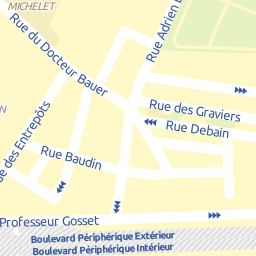 MICHELET
Rue du Docteur Bauer
Rue Adrien
Rue des Graviers
Rue Debain
des Entrepôts
Rue Baudin
Professeur Gosset
Boulevard Périphérique Extérieur
Boulevard Périphérique Intérieur